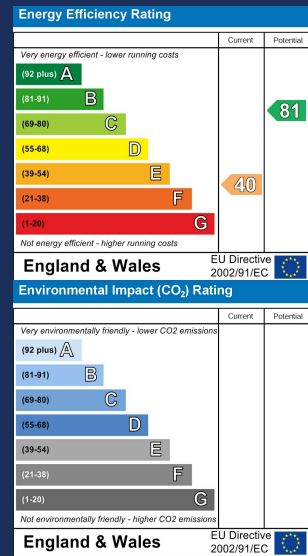 Energy Efficiency Rating
Current Potential
Very energy efficient - lower running costs
(92 plus) A
(81-91) B
81
(69-80) C
(55-68) D
(39-54) E
40
(21-38) F
(1-20) G
Not energy efficient - higher running costs
England & Wales
EU Directive
2002/91/EC
Environmental Impact (CO₂) Rating
Current Potential
Very environmentally friendly - lower CO2 emissions
(92 plus) A
(81-91) B
(69-80) C
(55-68) D
(39-54) E
(21-38) F
(1-20) G
Not environmentally friendly - higher CO2 emissions
England & Wales
EU Directive
2002/91/EC